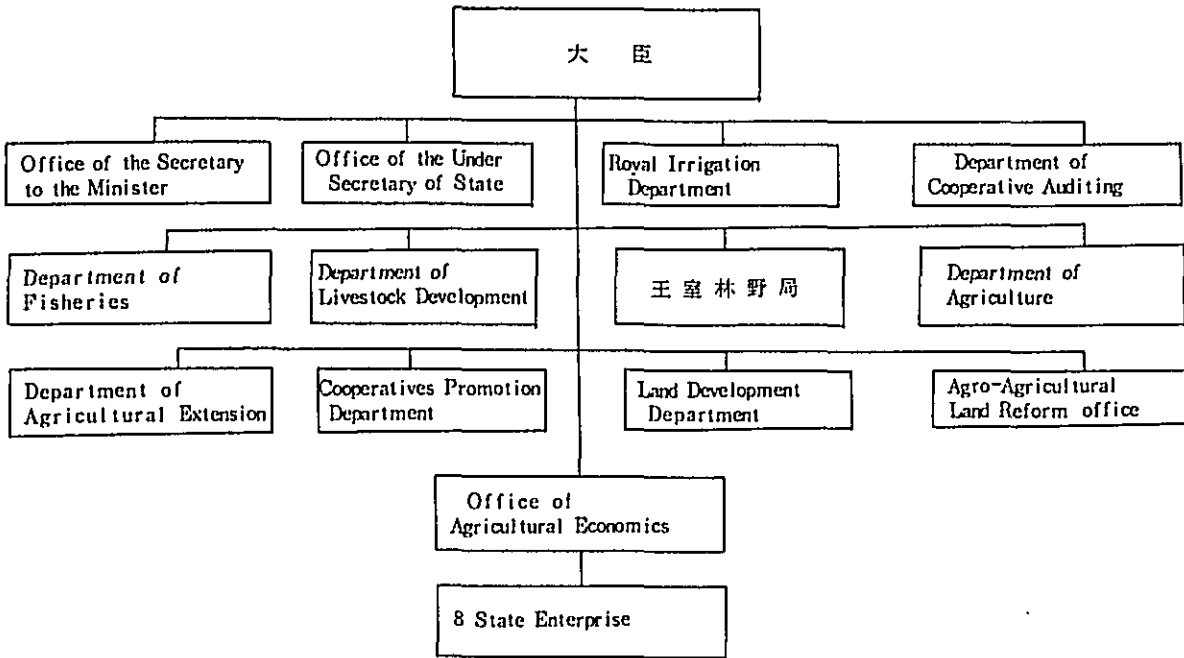 大臣
Office of the Secretary
to the Minister
Office of the Under
Secretary of State
Royal Irrigation
Department
Department of
Cooperative Auditing
Department of
Fisheries
Department of
Livestock Development
王室林野局
Department of
Agriculture
Department of
Agricultural Extension
Cooperatives Promotion
Department
Land Development
Department
Agro-Agricultural
Land Reform office
Office of
Agricultural Economics
8 State Enterprise